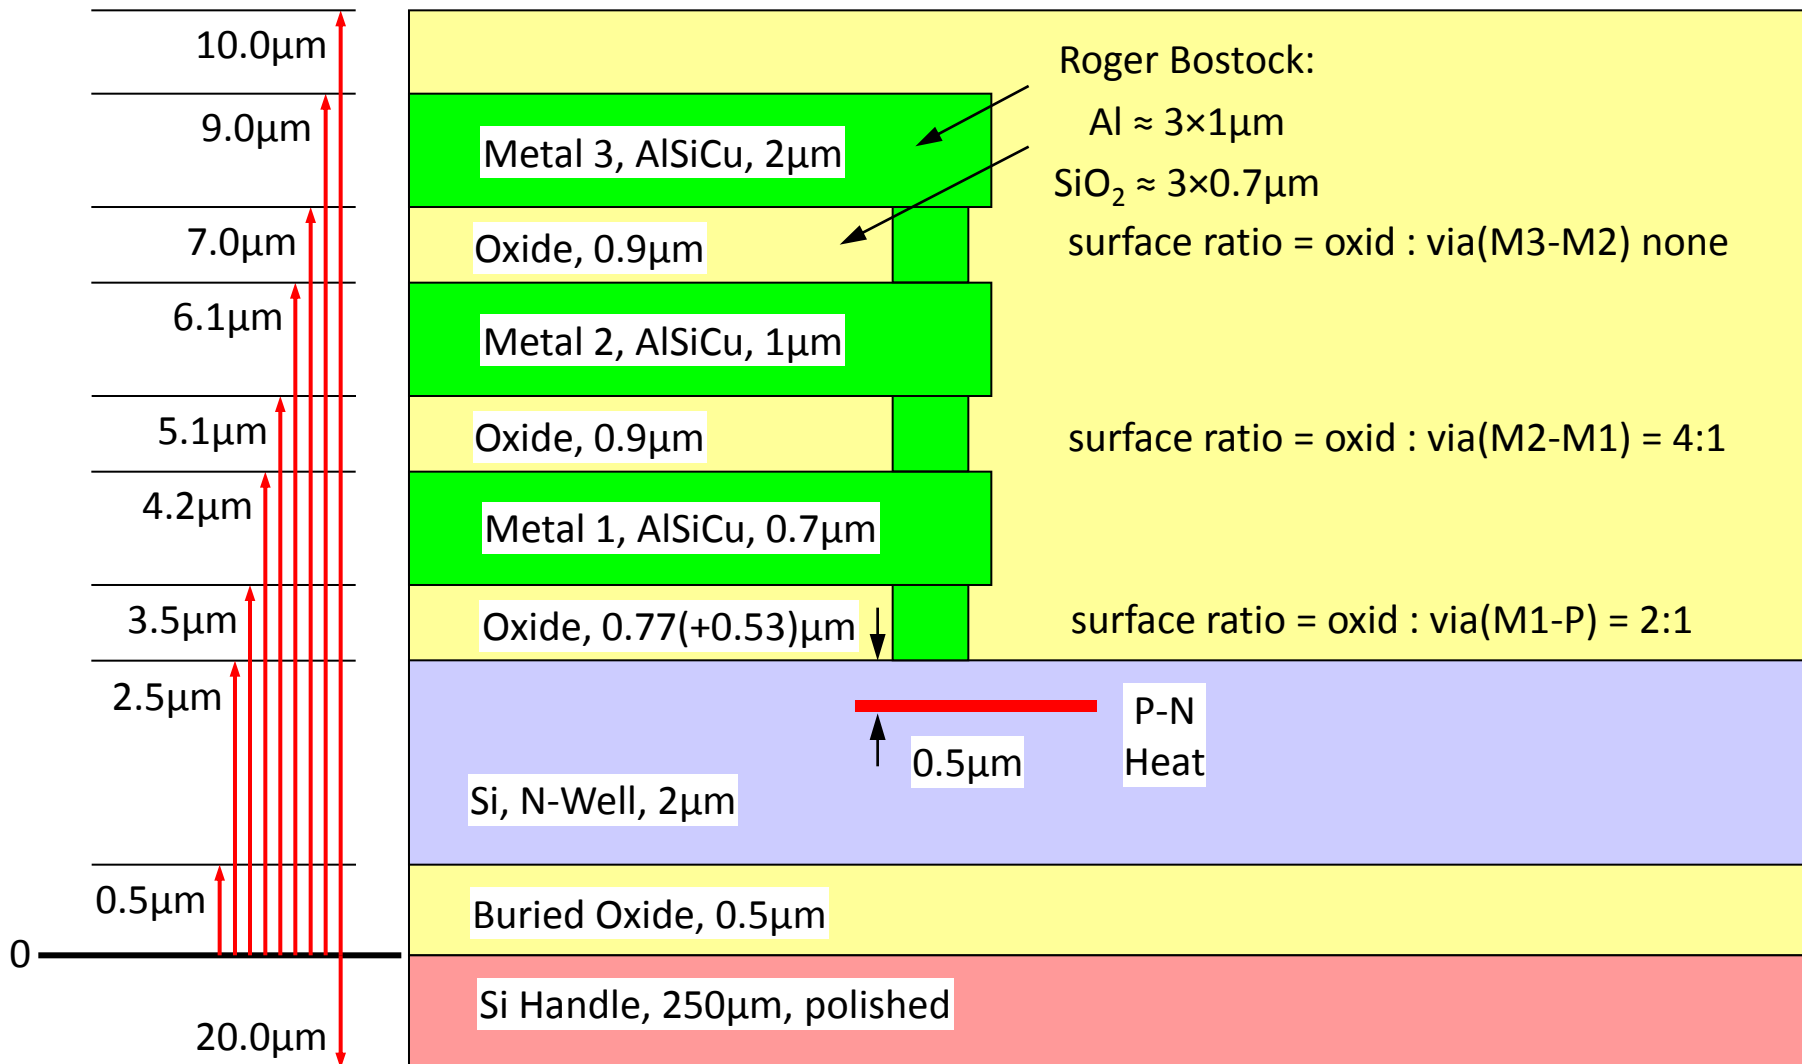 10.0µm
9.0µm
7.0µm
6.1µm
5.1µm
4.2µm
3.5µm
2.5µm
0.5µm
0
20.0µm
Roger Bostock:
Al ≈ 3×1µm
SiO₂ ≈ 3×0.7µm
Metal 3, AlSiCu, 2µm
Oxide, 0.9µm
surface ratio = oxid : via(M3-M2) none
Metal 2, AlSiCu, 1µm
Oxide, 0.9µm
surface ratio = oxid : via(M2-M1) = 4:1
Metal 1, AlSiCu, 0.7µm
Oxide, 0.77(+0.53)µm
surface ratio = oxid : via(M1-P) = 2:1
P-N
Heat
0.5µm
Si, N-Well, 2µm
Buried Oxide, 0.5µm
Si Handle, 250µm, polished